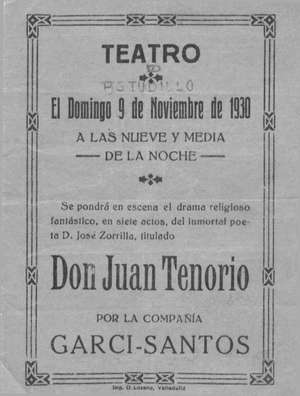 TEATRO
ESTUDILLO
El Domingo 9 de Noviembre de 1930
A LAS NUEVE Y MEDIA
DE LA NOCHE
Se pondrá en escena el drama religioso
fantástico, en siete actos, del inmortal poe-
ta D. José Zorrilla, titulado
Don Juan Tenorio
POR LA COMPAÑÍA
GARCI-SANTOS
Imp. O. Lozano, Valladolid